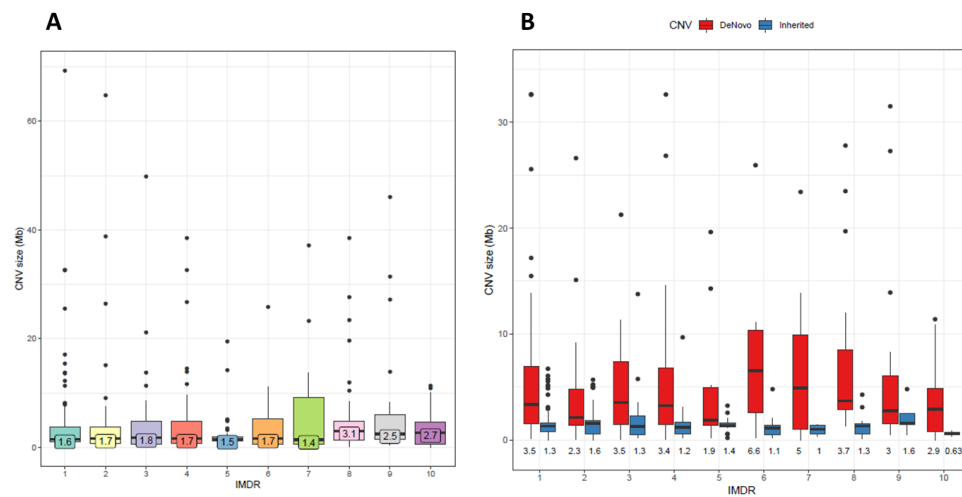 A
B
CNV DeNovo Inherited
CNV size (Mb)
60
40
20
0
1.6 1.7 1.8 1.7 1.5 1.7 1.4 3.1 2.5 2.7
1 2 3 4 5 6 7 8 9 10
IMDR
CNV size (Mb)
30
20
10
0
3.5 1.3 2.3 1.6 3.5 1.3 3.4 1.2 1.9 1.4 6.6 1.1 5 1 3.7 1.3 3 1.6 2.9 0.63
1 2 3 4 5 6 7 8 9 10
IMDR